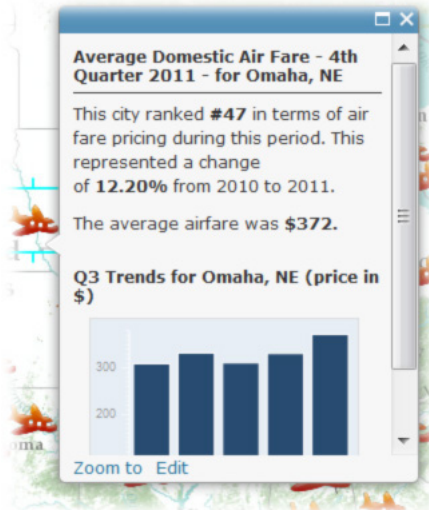 Average Domestic Air Fare - 4th
Quarter 2011 - for Omaha, NE
This city ranked #47 in terms of air
fare pricing during this period. This
represented a change
of 12.20% from 2010 to 2011.
The average airfare was $372.
Q3 Trends for Omaha, NE (price in
$)
300
200
Zoom to Edit
oma